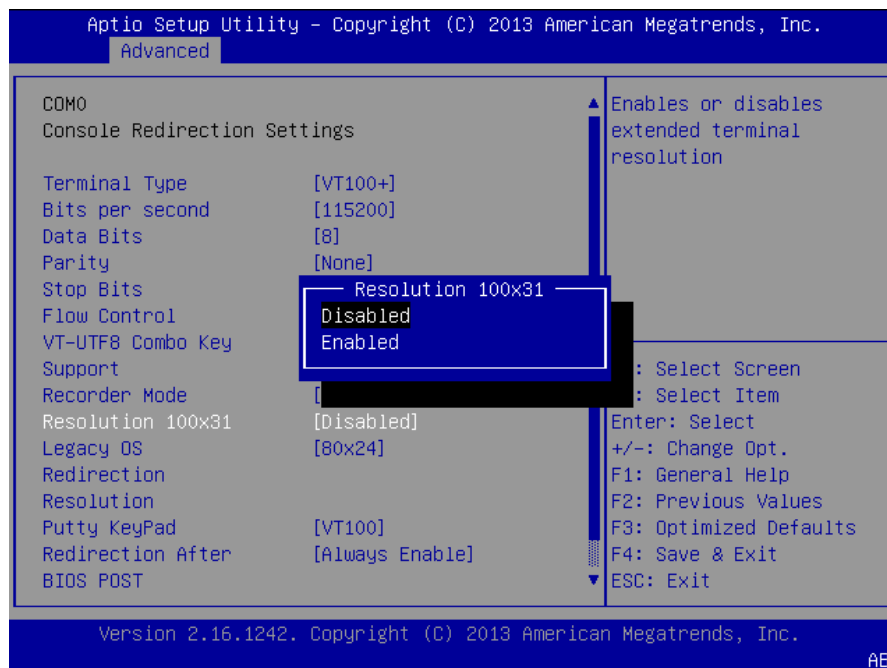 Aptio Setup Utility – Copyright (C) 2013 American Megatrends, Inc.
Advanced
COM0
Console Redirection Settings
Terminal Type [VT100+]
Bits per second [115200]
Data Bits [8]
Parity [None]
Stop Bits
Flow Control
VT-UTF8 Combo Key
Support
Recorder Mode [
Resolution 100x31 [Disabled]
Legacy OS [80x24]
Redirection
Resolution
Putty KeyPad [VT100]
Redirection After [Always Enable]
BIOS POST
Resolution 100x31
Disabled
Enabled
Enables or disables
extended terminal
resolution
: Select Screen
: Select Item
Enter: Select
+/-: Change Opt.
F1: General Help
F2: Previous Values
F3: Optimized Defaults
F4: Save & Exit
ESC: Exit
Version 2.16.1242. Copyright (C) 2013 American Megatrends, Inc.
AB